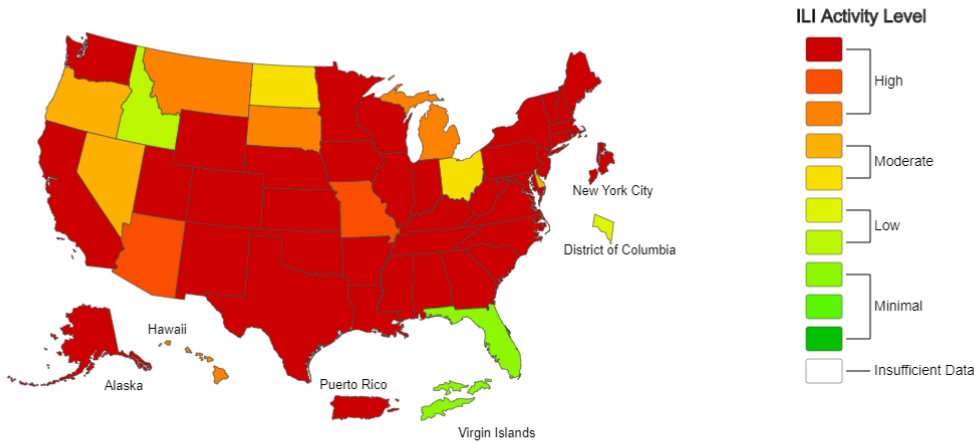 ILI Activity Level
High
Moderate
Low
Minimal
Insufficient Data
New York City
District of Columbia
Hawaii
Alaska
Puerto Rico
Virgin Islands